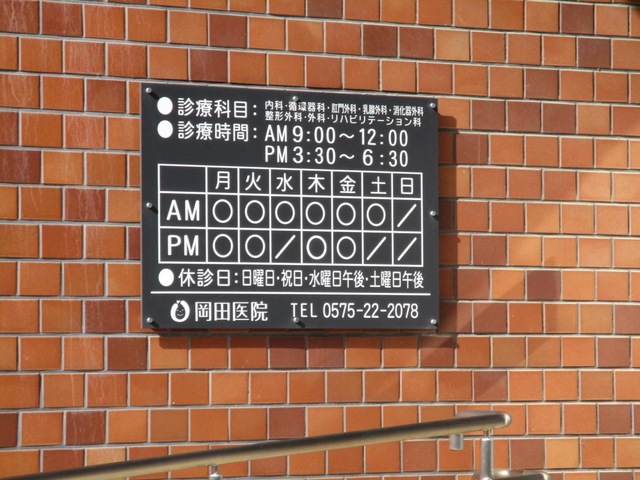 ●診療科目：内科・循環器科・肛門外科・乳腺外科・消化器外科
整形外科・外科・リハビリテーション科
●診療時間：AM 9:00～12:00
PM 3:30～6:30
月 火 水 木 金 土 日
AM ○ ○ ○ ○ ○ ○ ／
PM ○ ○ ／ ○ ○ ／ ／
●休診日：日曜日・祝日・水曜日午後・土曜日午後
岡田医院 TEL 0575-22-2078